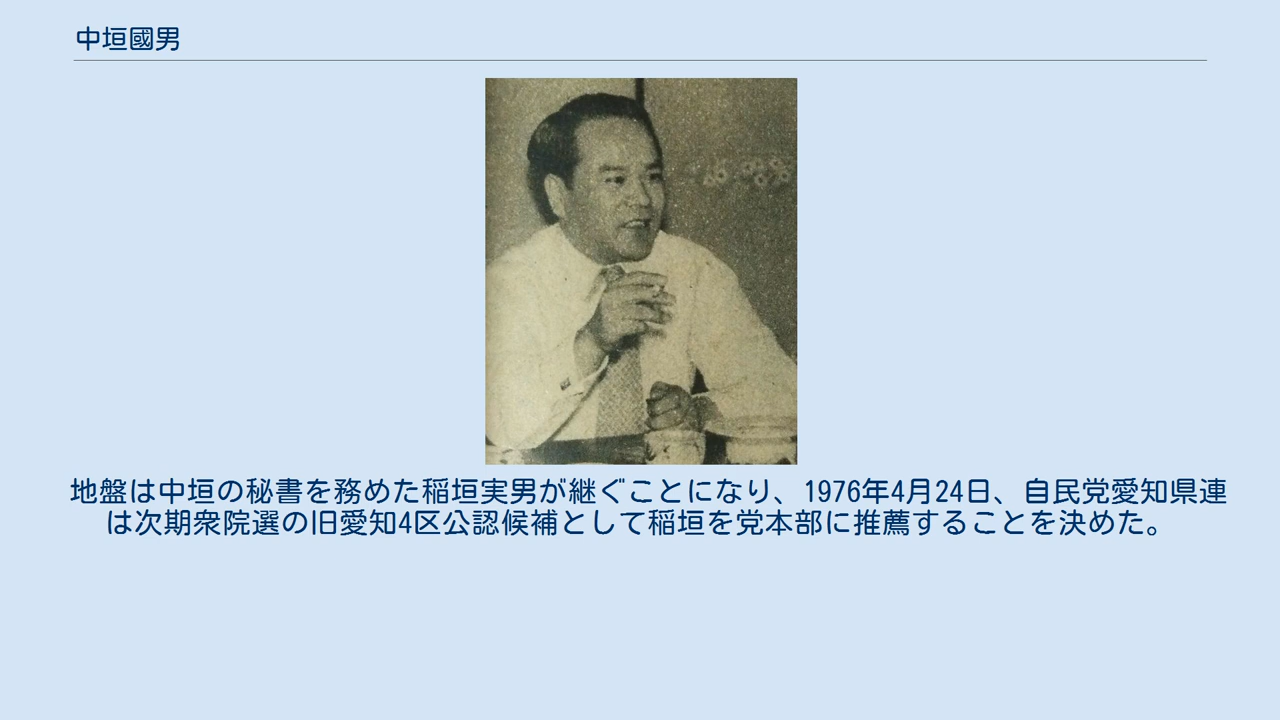 中垣國男
地盤は中垣の秘書を務めた稲垣実男が継ぐことになり、1976年4月24日、自民党愛知県連
は次期衆院選の旧愛知4区公認候補として稲垣を党本部に推薦することを決めた。